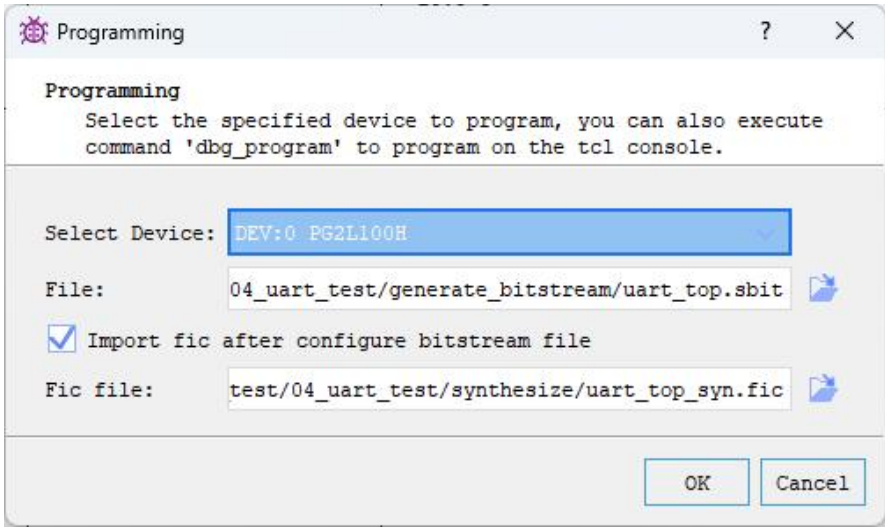 Programming ?
Programming
Select the specified device to program, you can also execute
command 'dbg_program' to program on the tcl console.
Select Device: DEV:0 PG2L100H
File: 04_uart_test/generate_bitstream/uart_top.sbit
Import fic after configure bitstream file
Fic file: test/04_uart_test/synthesize/uart_top_syn.fic
OK Cancel